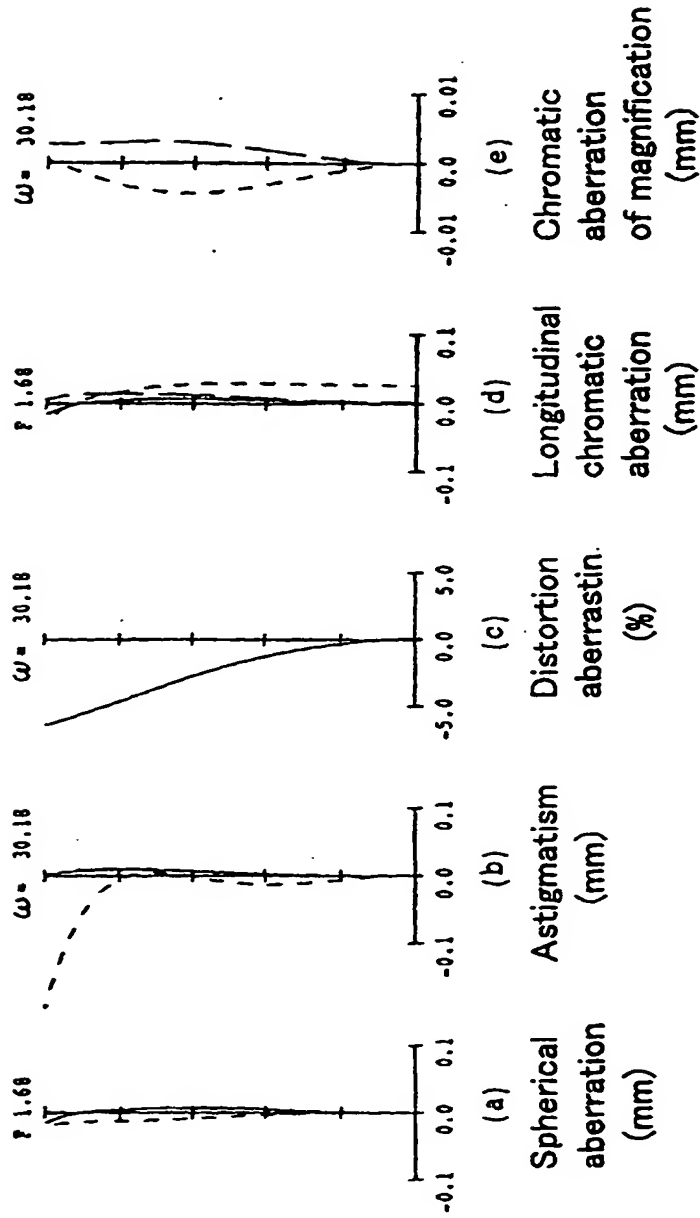 F 1.68
-0.1 0.0 0.1
(a)
Spherical
aberration
(mm)
ω= 30.18
-0.1 0.0 0.1
(b)
Astigmatism
(mm)
ω= 30.18
-5.0 0.0 5.0
(c)
Distortion
aberrastin.
(%)
F 1.68
-0.1 0.0 0.1
(d)
Longitudinal
chromatic
aberration
(mm)
ω= 30.18
-0.01 0.0 0.01
(e)
Chromatic
aberration
of magnification
(mm)